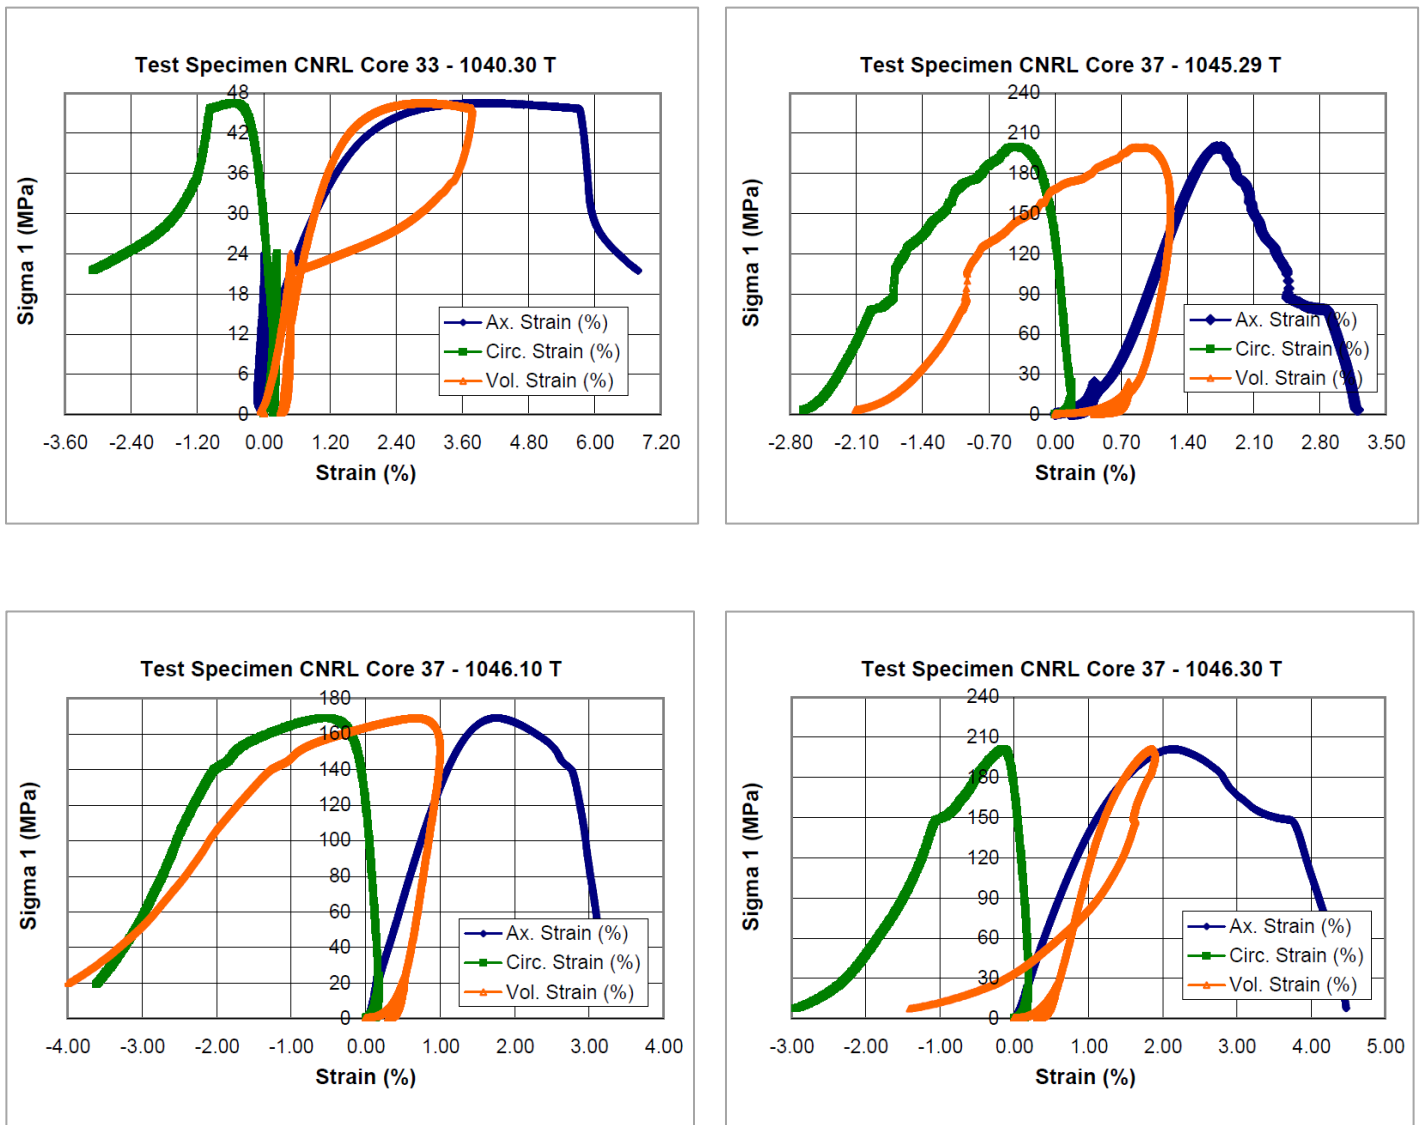 Test Specimen CNRL Core 33 - 1040.30 T
Sigma 1 (MPa)
48
42
36
30
24
18
12
6
0
Ax. Strain (%)
Circ. Strain (%)
Vol. Strain (%)
-3.60 -2.40 -1.20 0.00 1.20 2.40 3.60 4.80 6.00 7.20
Strain (%)
Test Specimen CNRL Core 37 - 1045.29 T
Sigma 1 (MPa)
240
210
180
150
120
90
60
30
0
Ax. Strain (%)
Circ. Strain (%)
Vol. Strain (%)
-2.80 -2.10 -1.40 -0.70 0.00 0.70 1.40 2.10 2.80 3.50
Strain (%)
Test Specimen CNRL Core 37 - 1046.10 T
Sigma 1 (MPa)
180
160
140
120
100
80
60
40
20
0
Ax. Strain (%)
Circ. Strain (%)
Vol. Strain (%)
-4.00 -3.00 -2.00 -1.00 0.00 1.00 2.00 3.00 4.00
Strain (%)
Test Specimen CNRL Core 37 - 1046.30 T
Sigma 1 (MPa)
240
210
180
150
120
90
60
30
0
Ax. Strain (%)
Circ. Strain (%)
Vol. Strain (%)
-3.00 -2.00 -1.00 0.00 1.00 2.00 3.00 4.00 5.00
Strain (%)